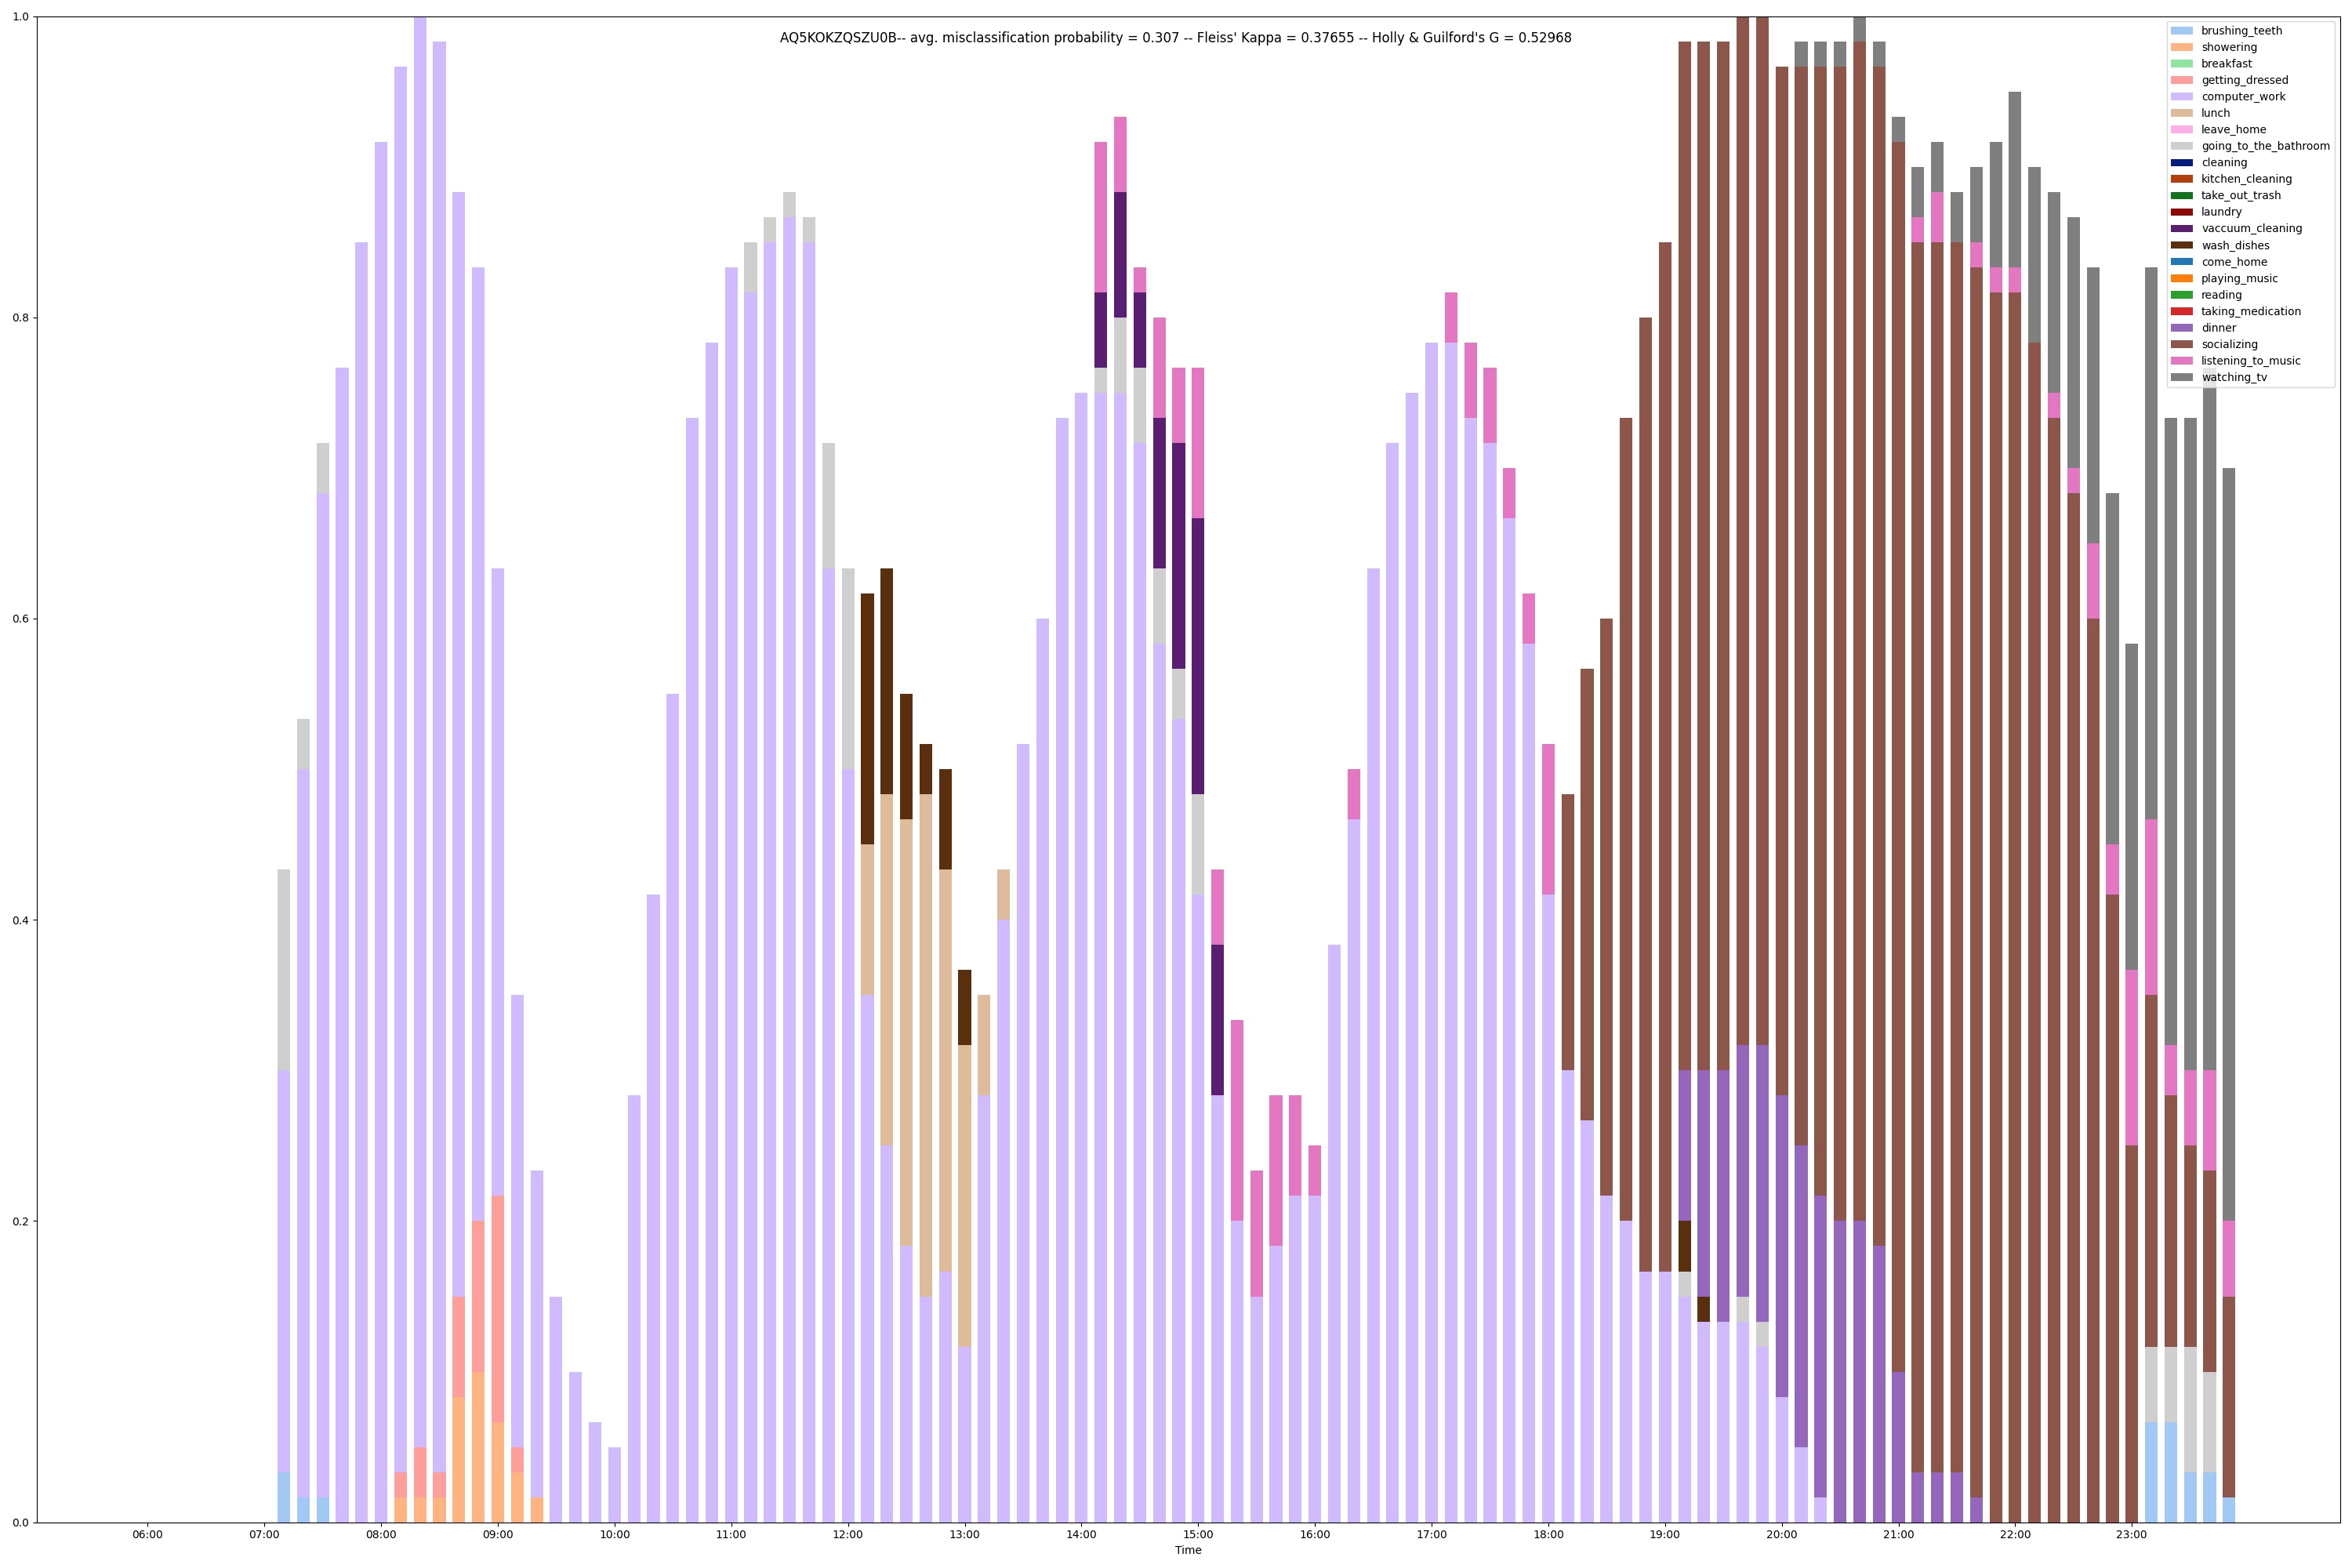 AQ5KOKZQSZU0B-- avg. misclassification probability = 0.307 -- Fleiss' Kappa = 0.37655 -- Holly & Guilford's G = 0.52968
1.0
0.8
0.6
0.4
0.2
0.0
brushing_teeth
showering
breakfast
getting_dressed
computer_work
lunch
leave_home
going_to_the_bathroom
cleaning
kitchen_cleaning
take_out_trash
laundry
vaccuum_cleaning
wash_dishes
come_home
playing_music
reading
taking_medication
dinner
socializing
listening_to_music
watching_tv
06:00 07:00 08:00 09:00 10:00 11:00 12:00 13:00 14:00 15:00 16:00 17:00 18:00 19:00 20:00 21:00 22:00 23:00
Time